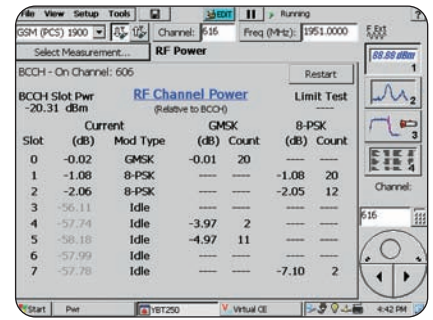 File View Setup Tools EDIT Running ?
GSM (PCS) 1900 Channel: 616 Freq (MHz): 1951.0000 F Ext
Select Measurement... RF Power
88.88 dBm 1
BCCH - On Channel: 606 Restart
BCCH Slot Pwr RF Channel Power Limit Test
-20.31 dBm (Relative to BCCH) ----
2
Current GMSK 8-PSK
Slot (dB) Mod Type (dB) Count (dB) Count
3
0 -0.02 GMSK -0.01 20 ---- ----
1 -1.08 8-PSK ---- ---- -1.08 20
4
2 -2.06 8-PSK ---- ---- -2.05 12
Channel:
3 -56.11 Idle ---- ---- ---- ----
616
4 -57.74 Idle -3.97 2 ---- ----
5 -58.18 Idle -4.97 11 ---- ----
6 -57.99 Idle ---- ---- ---- ----
7 -57.78 Idle ---- ---- -7.10 2
Start Pwr YBT250 Virtual CE 4:42 PM